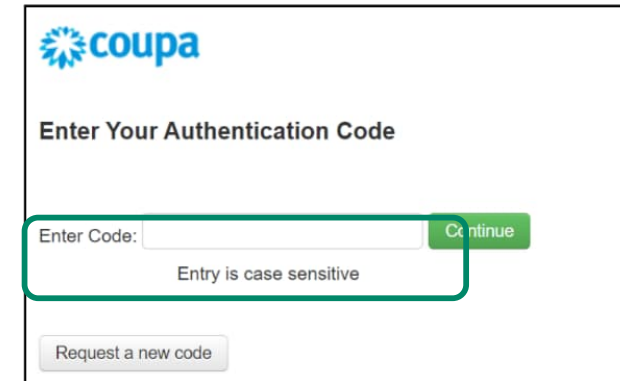 coupa
Enter Your Authentication Code
Enter Code: Continue
Entry is case sensitive
Request a new code